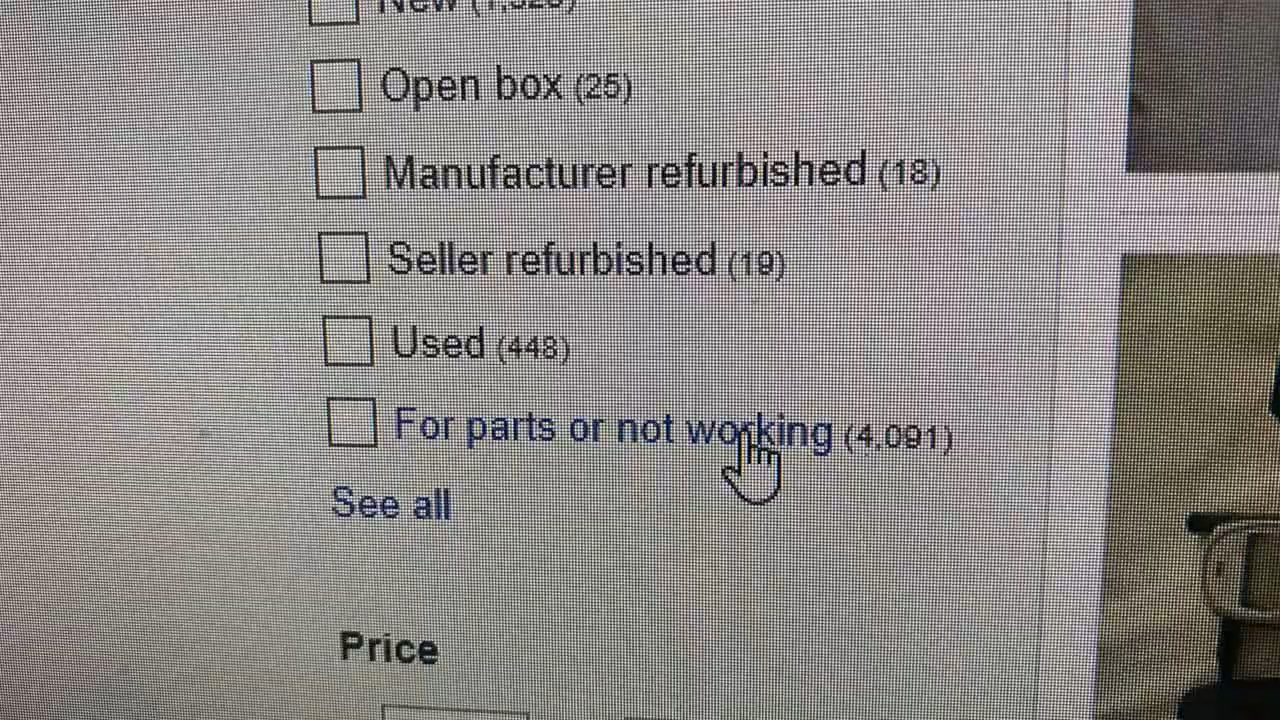 New
Open box (25)
Manufacturer refurbished (18)
Seller refurbished (19)
Used (448)
For parts or not working (4,091)
See all
Price